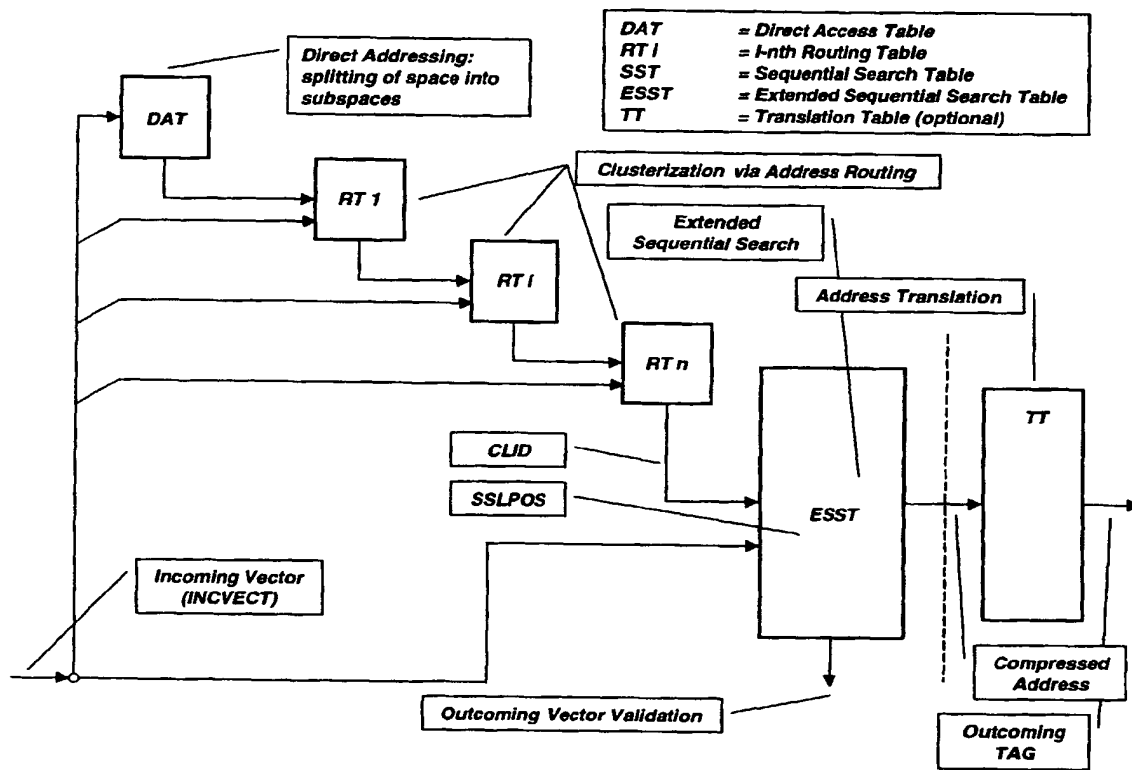 DAT = Direct Access Table
RT i = I-nth Routing Table
SST = Sequential Search Table
ESST = Extended Sequential Search Table
TT = Translation Table (optional)
Direct Addressing:
splitting of space into
subspaces
DAT
RT 1
Clusterization via Address Routing
Extended
Sequential Search
RT i
Address Translation
RT n
TT
CLID
SSLPOS
ESST
Incoming Vector
(INCVECT)
Compressed
Address
Outcoming Vector Validation
Outcoming
TAG